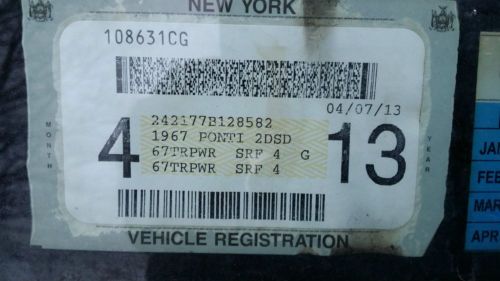 NEW YORK
108631CG
04/07/13
242177B128582
1967 PONTI 2DSD
67TRPWR SRF 4 G
67TRPWR SRF 4
MONTH
4
13
YEAR
VEHICLE REGISTRATION
JAN
FEB
MAR
APR